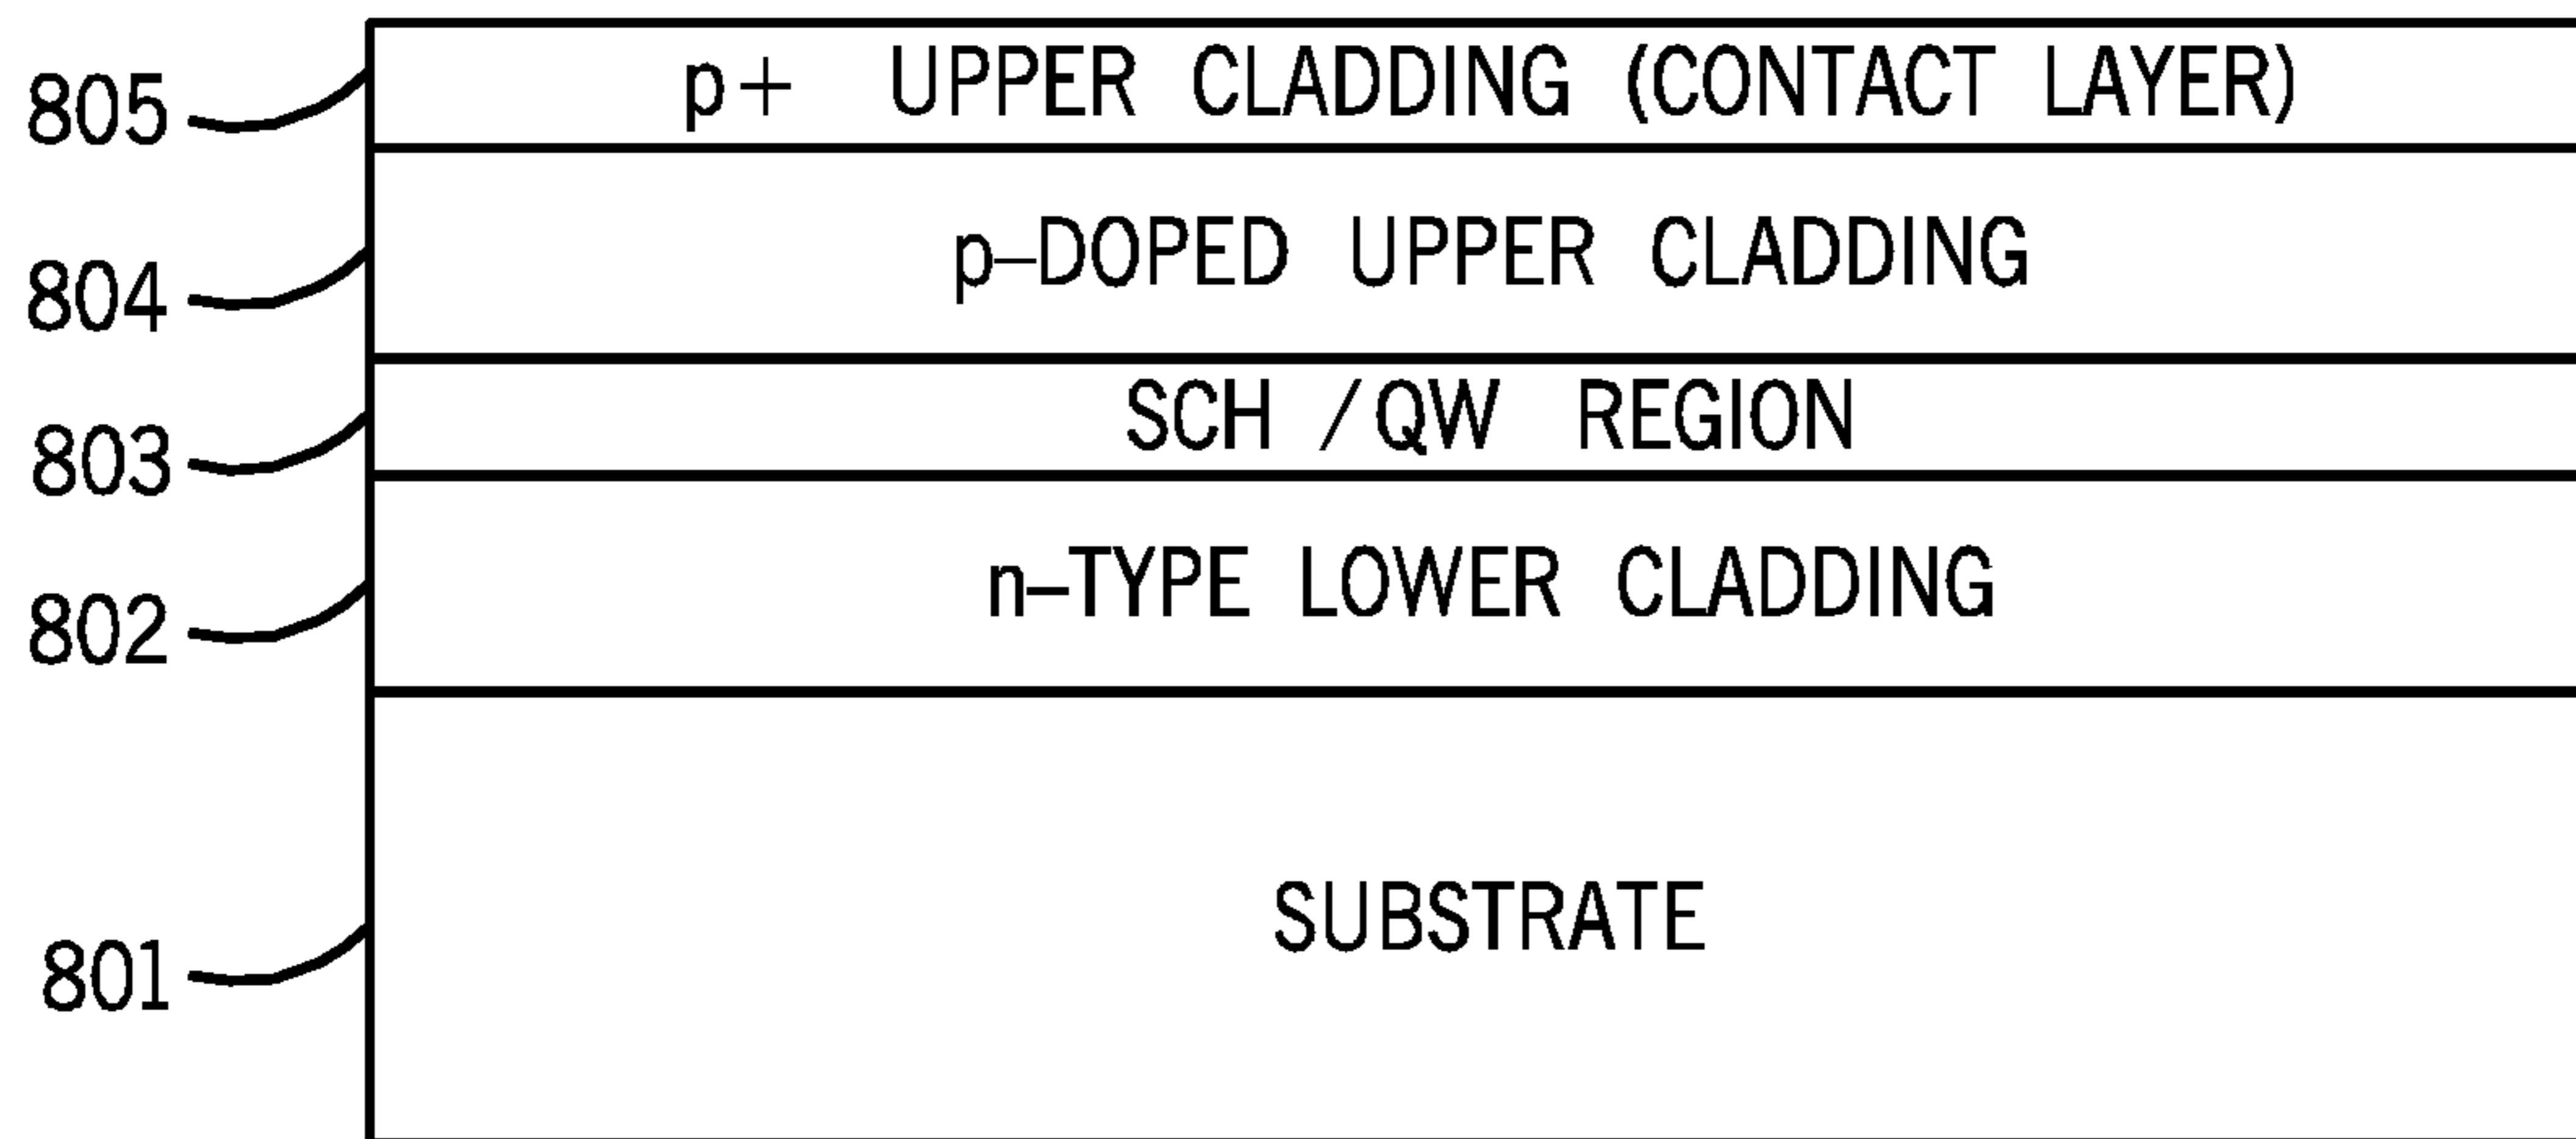 805 p+ UPPER CLADDING (CONTACT LAYER)
804 p-DOPED UPPER CLADDING
803 SCH /QW REGION
802 n-TYPE LOWER CLADDING
801 SUBSTRATE